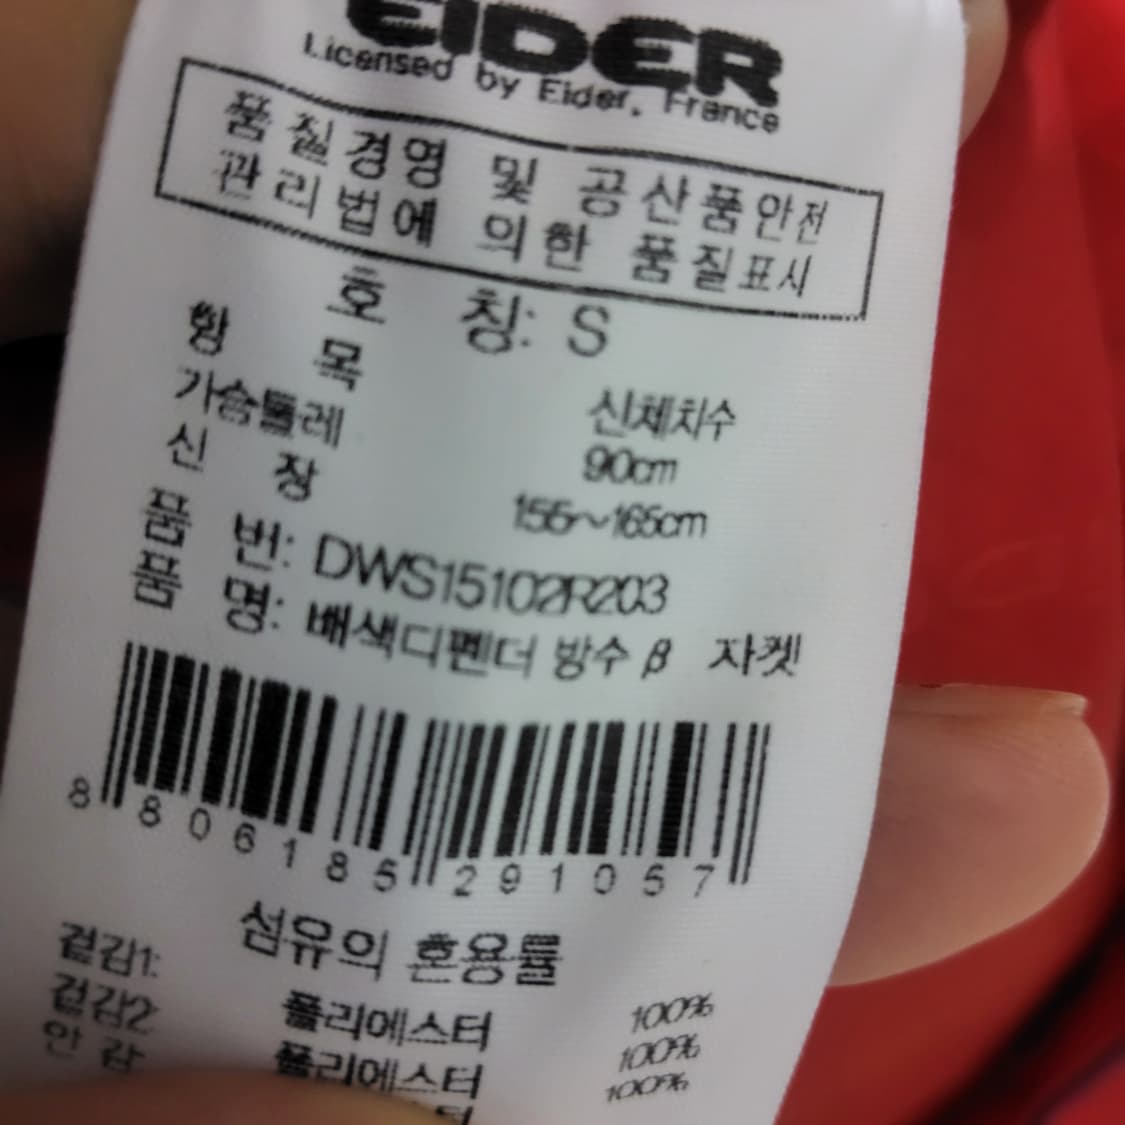 EIDER
Licensed by Eider, France
품질경영 및 공산품안전
관리법에 의한 품질표시
호 칭: S
항 목 신체치수
가슴둘레 90cm
신 장 155~165cm
품 번: DWS15102R203
품 명: 배색디펜더 방수 β 자켓
8 806185 291057
섬유의 혼용률
겉감1: 폴리에스터 100%
겉감2 폴리에스터 100%
안 감 100%